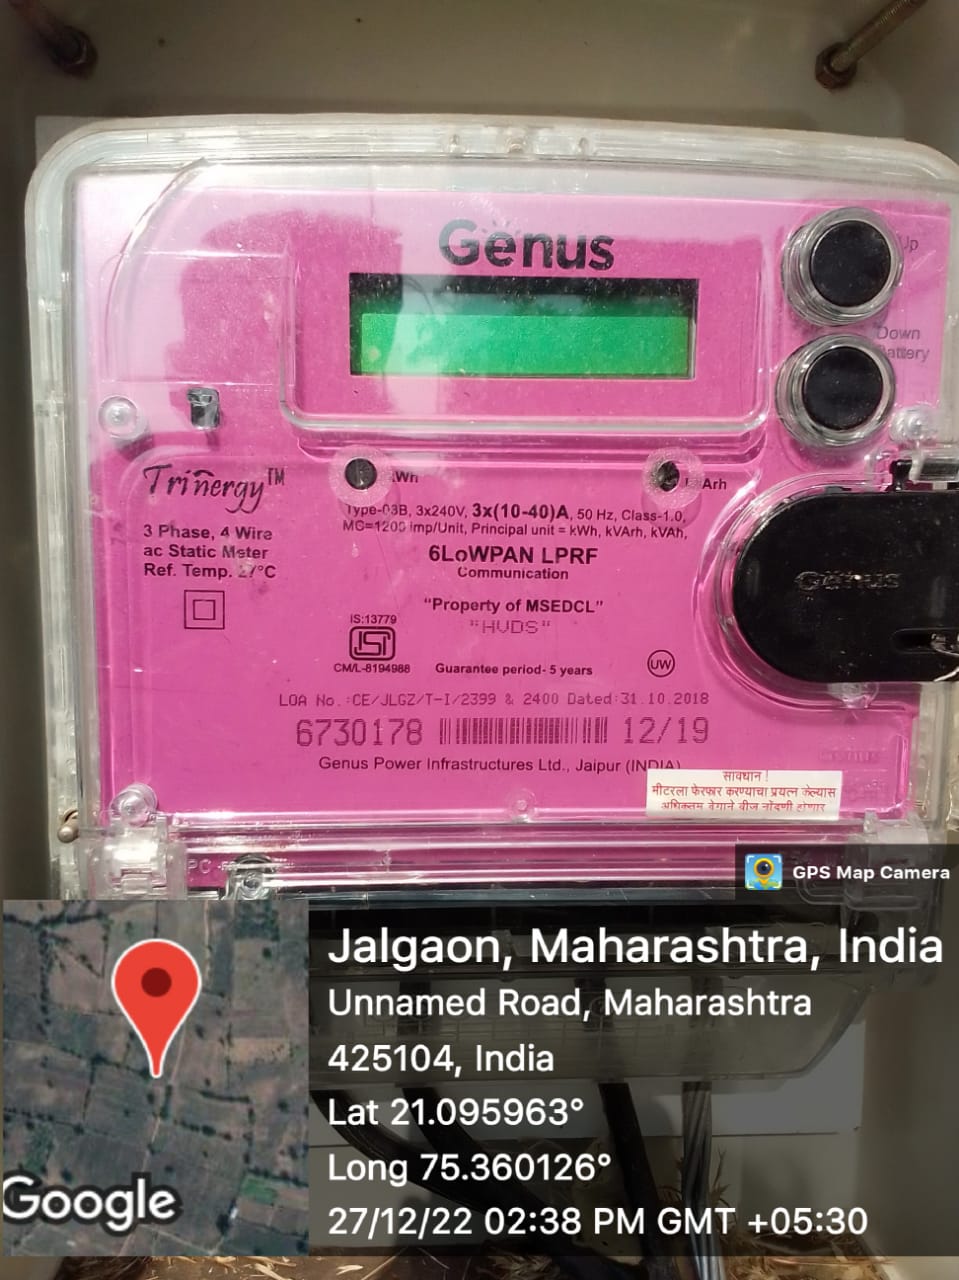 Genus
Up
Down
Battery
Trinergy™
3 Phase, 4 Wire
ac Static Meter
Ref. Temp. 27°C
kWh
Type-03B, 3x240V, 3x(10-40)A, 50 Hz, Class-1.0,
MC=1200 imp/Unit, Principal unit = kWh, kVArh, kVAh,
6LoWPAN LPRF
Communication
"Property of MSEDCL"
"HVDS"
IS:13779
ISI
CM/L-8194988
Guarantee period- 5 years
UW
Genus
LOA No.:CE/JLGZ/T-I/2399 & 2400 Dated:31.10.2018
6730178 12/19
Genus Power Infrastructures Ltd., Jaipur (INDIA)
सावधान !
मीटरला फेरफार करण्याचा प्रयत्न केल्यास
अधिकतम वेगाने वीज नोंदणी होणार
GPS Map Camera
Jalgaon, Maharashtra, India
Unnamed Road, Maharashtra
425104, India
Lat 21.095963°
Long 75.360126°
27/12/22 02:38 PM GMT +05:30
Google